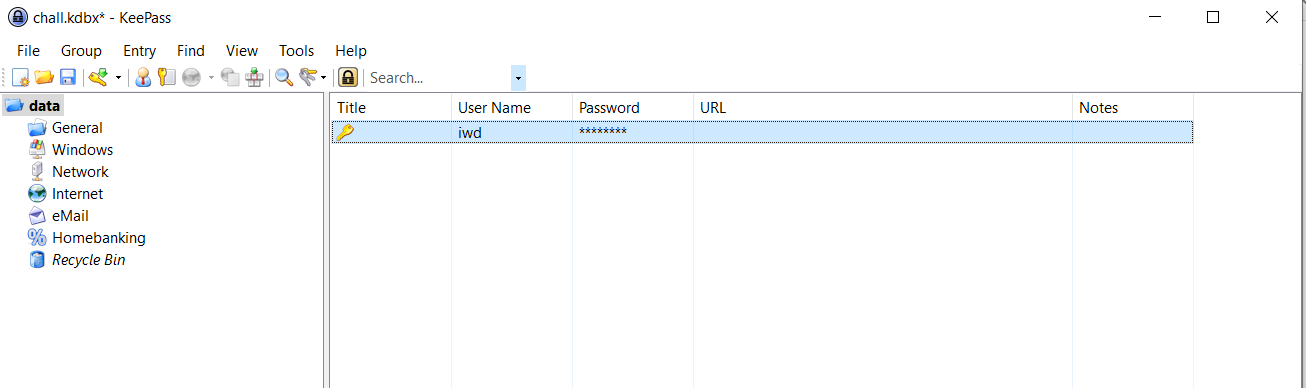 chall.kdbx* - KeePass
File Group Entry Find View Tools Help
Search...
data
General
Windows
Network
Internet
eMail
Homebanking
Recycle Bin
Title User Name Password URL Notes
iwd ********